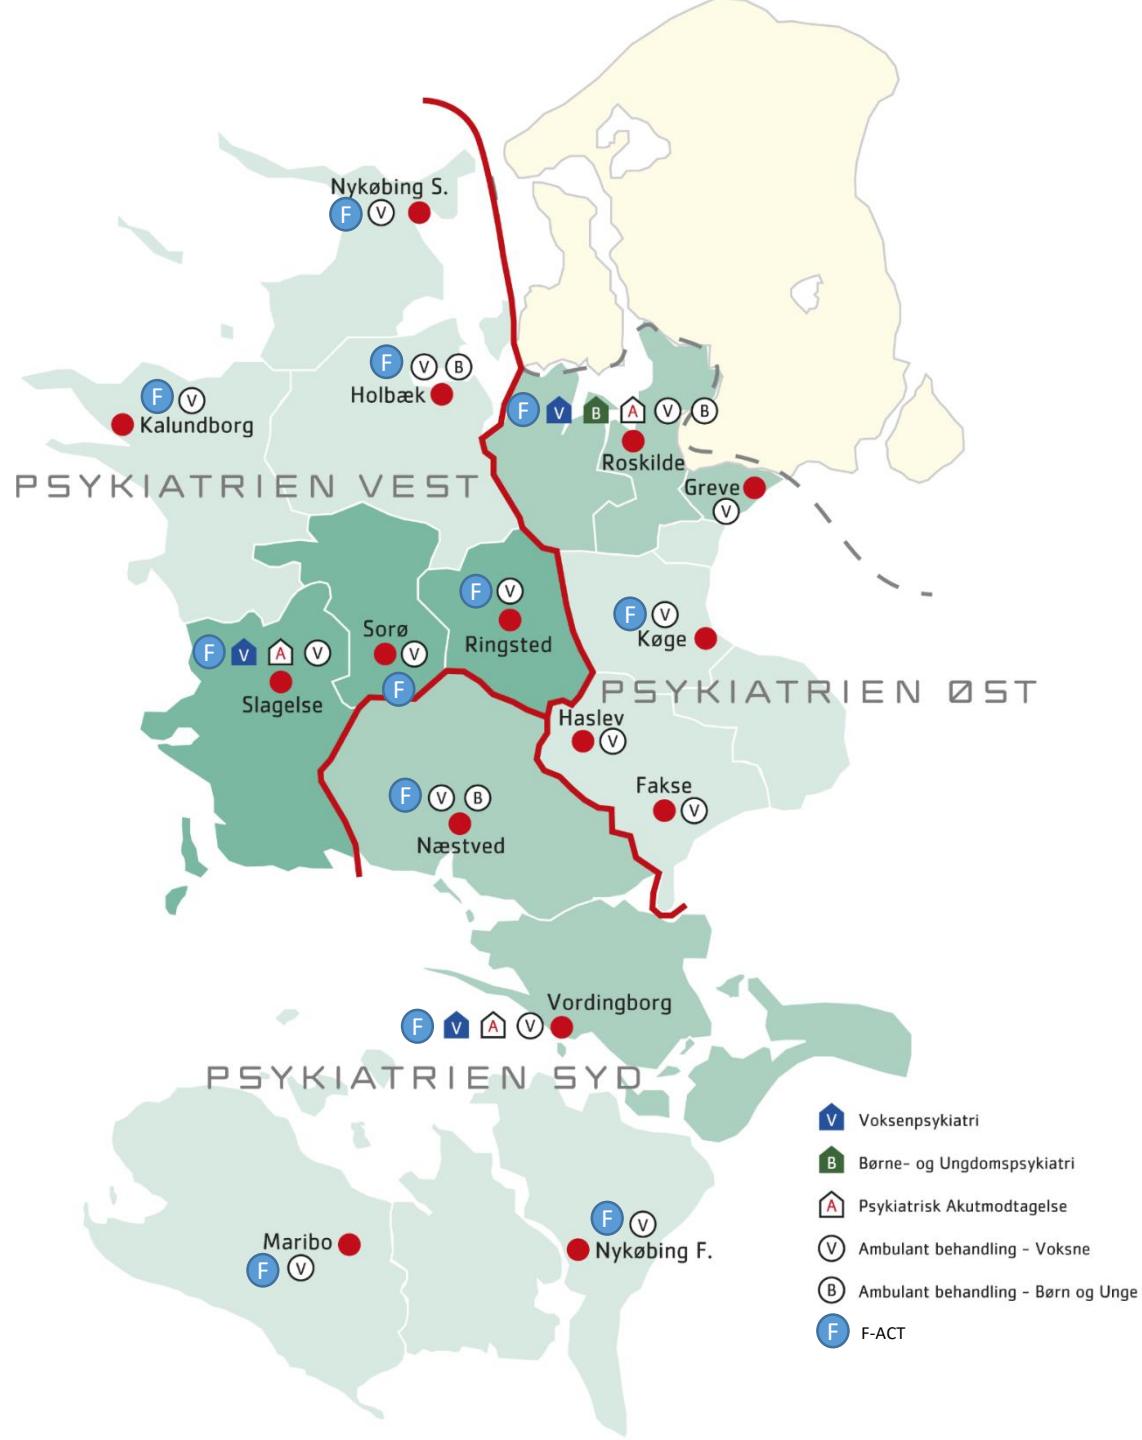 Nykøbing S.
F V
F V B
Holbæk
F V
Kalundborg
F V B A V B
Roskilde
PSYKIATRIEN VEST
Greve
V
F V
Ringsted
F V
Køge
Sorø
V
F
F V A V
Slagelse
PSYKIATRIEN ØST
Haslev
V
Fakse
V
F V B
Næstved
Vordingborg
F V A V
PSYKIATRIEN SYD
Maribo
F V
F V
Nykøbing F.
V Voksenpsykiatri
B Børne- og Ungdomspsykiatri
A Psykiatrisk Akutmodtagelse
V Ambulant behandling - Voksne
B Ambulant behandling - Børn og Unge
F F-ACT